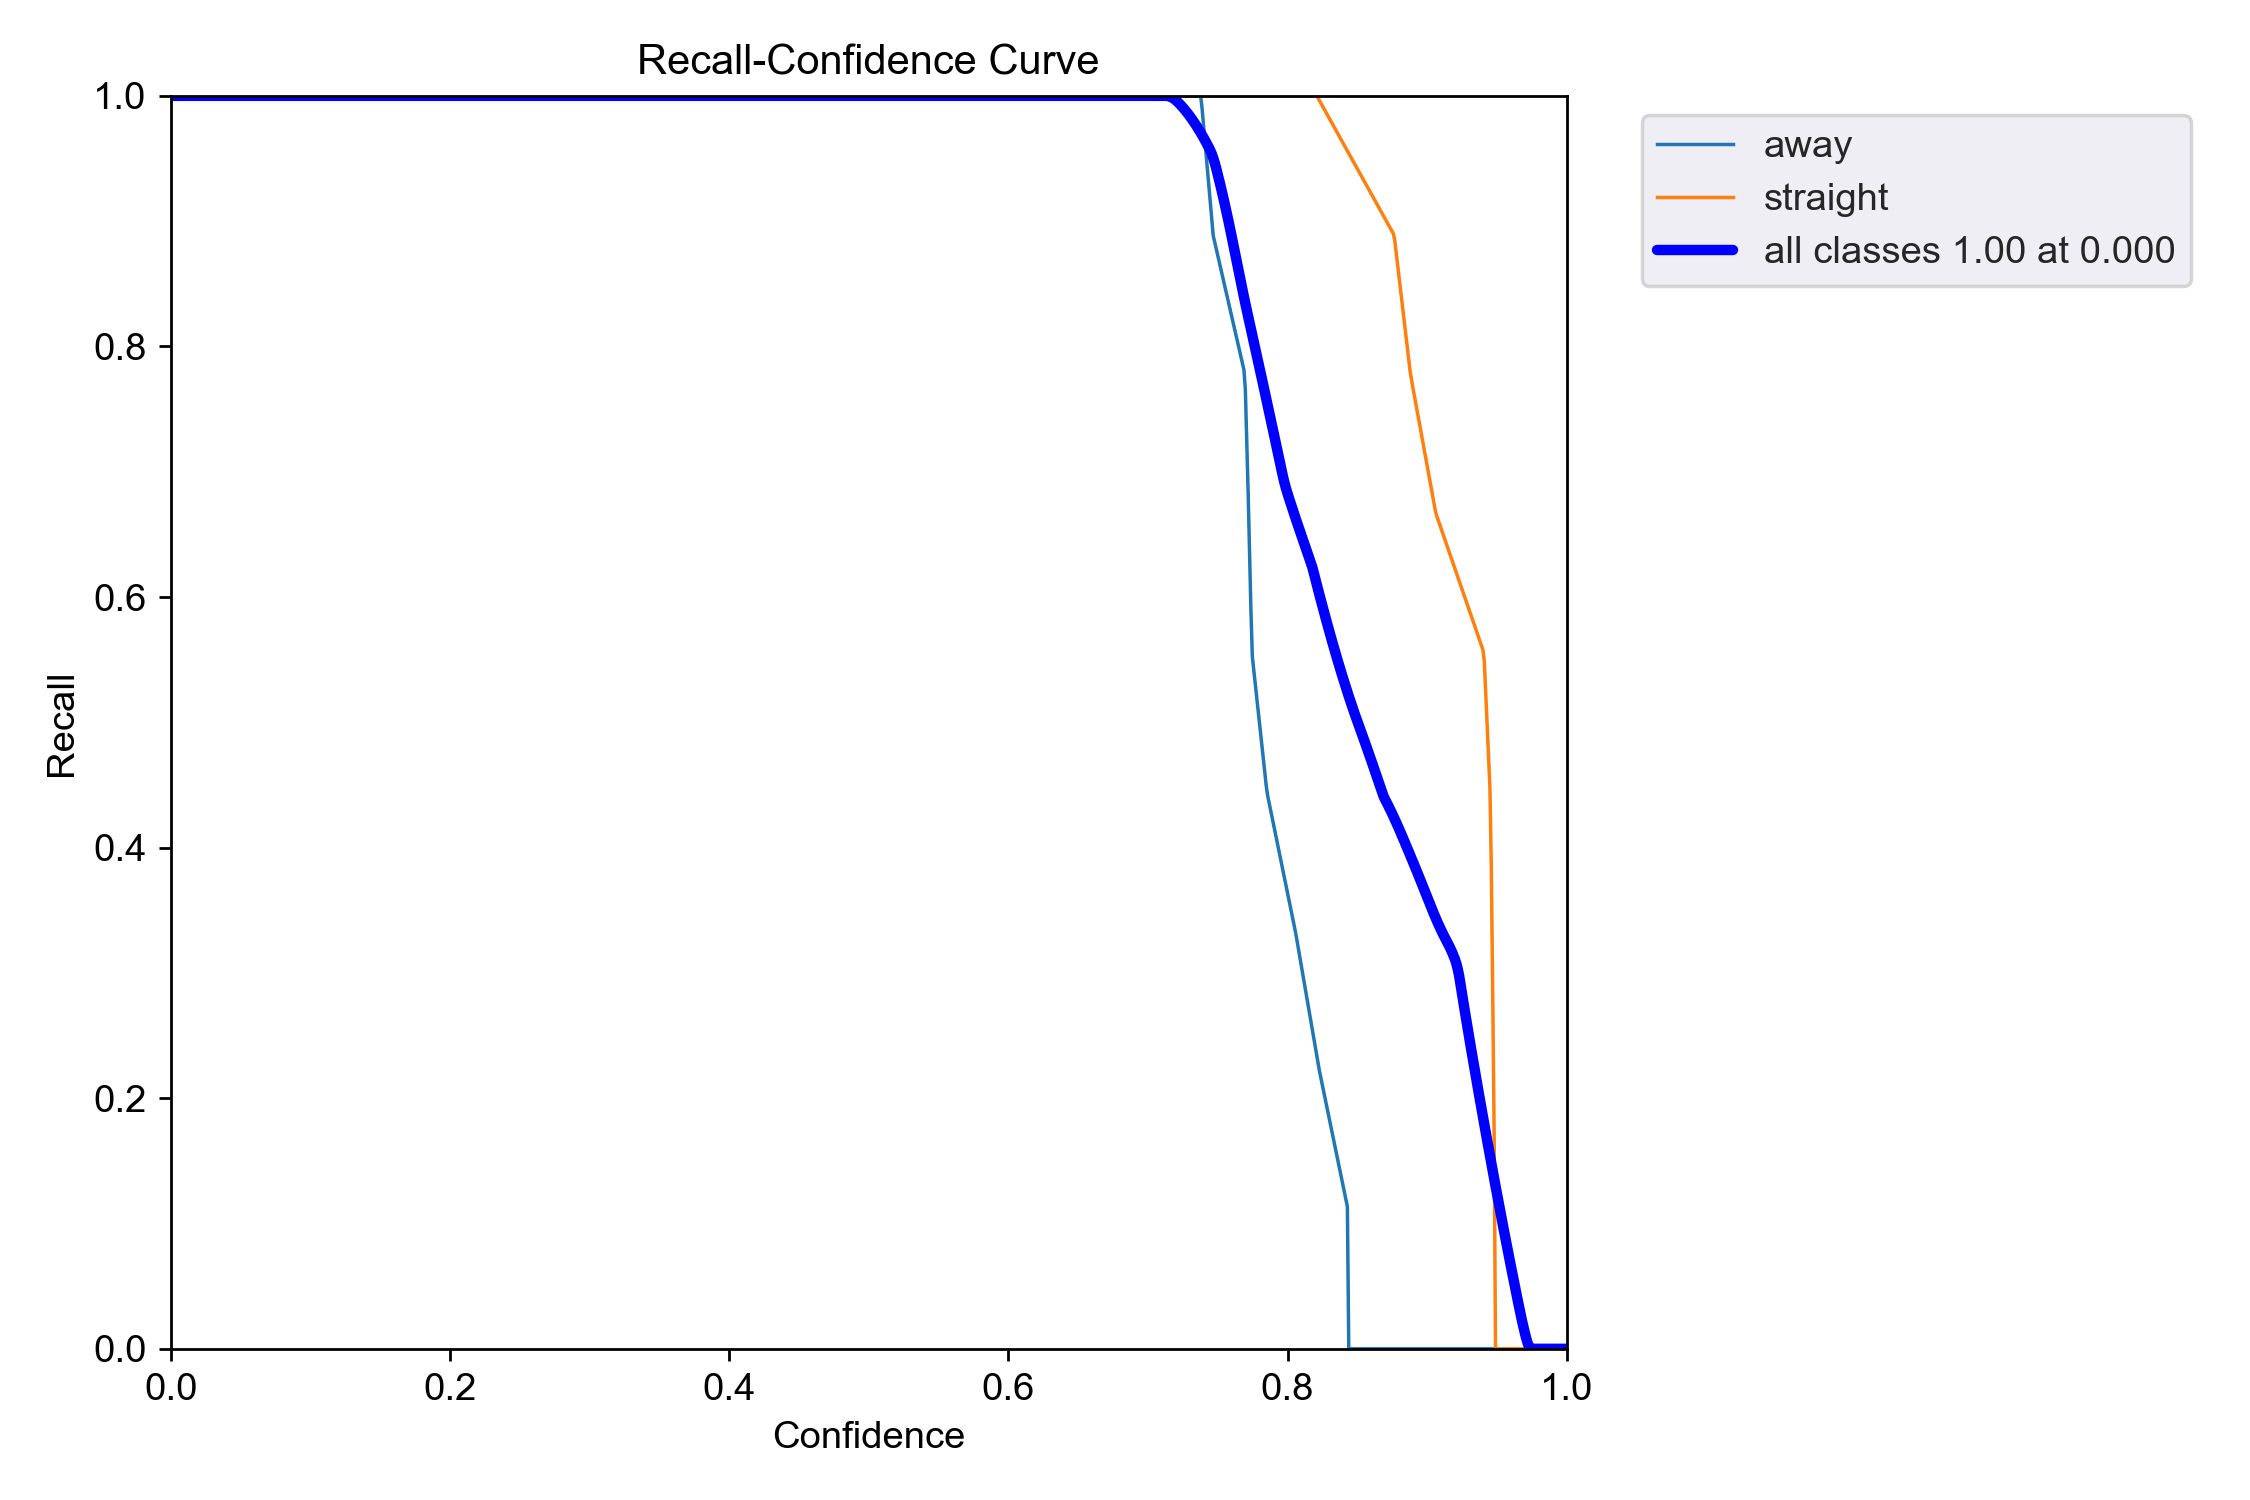 Recall-Confidence Curve
1.0
0.8
0.6
0.4
0.2
0.0
Recall
0.0 0.2 0.4 0.6 0.8 1.0
Confidence
away
straight
all classes 1.00 at 0.000